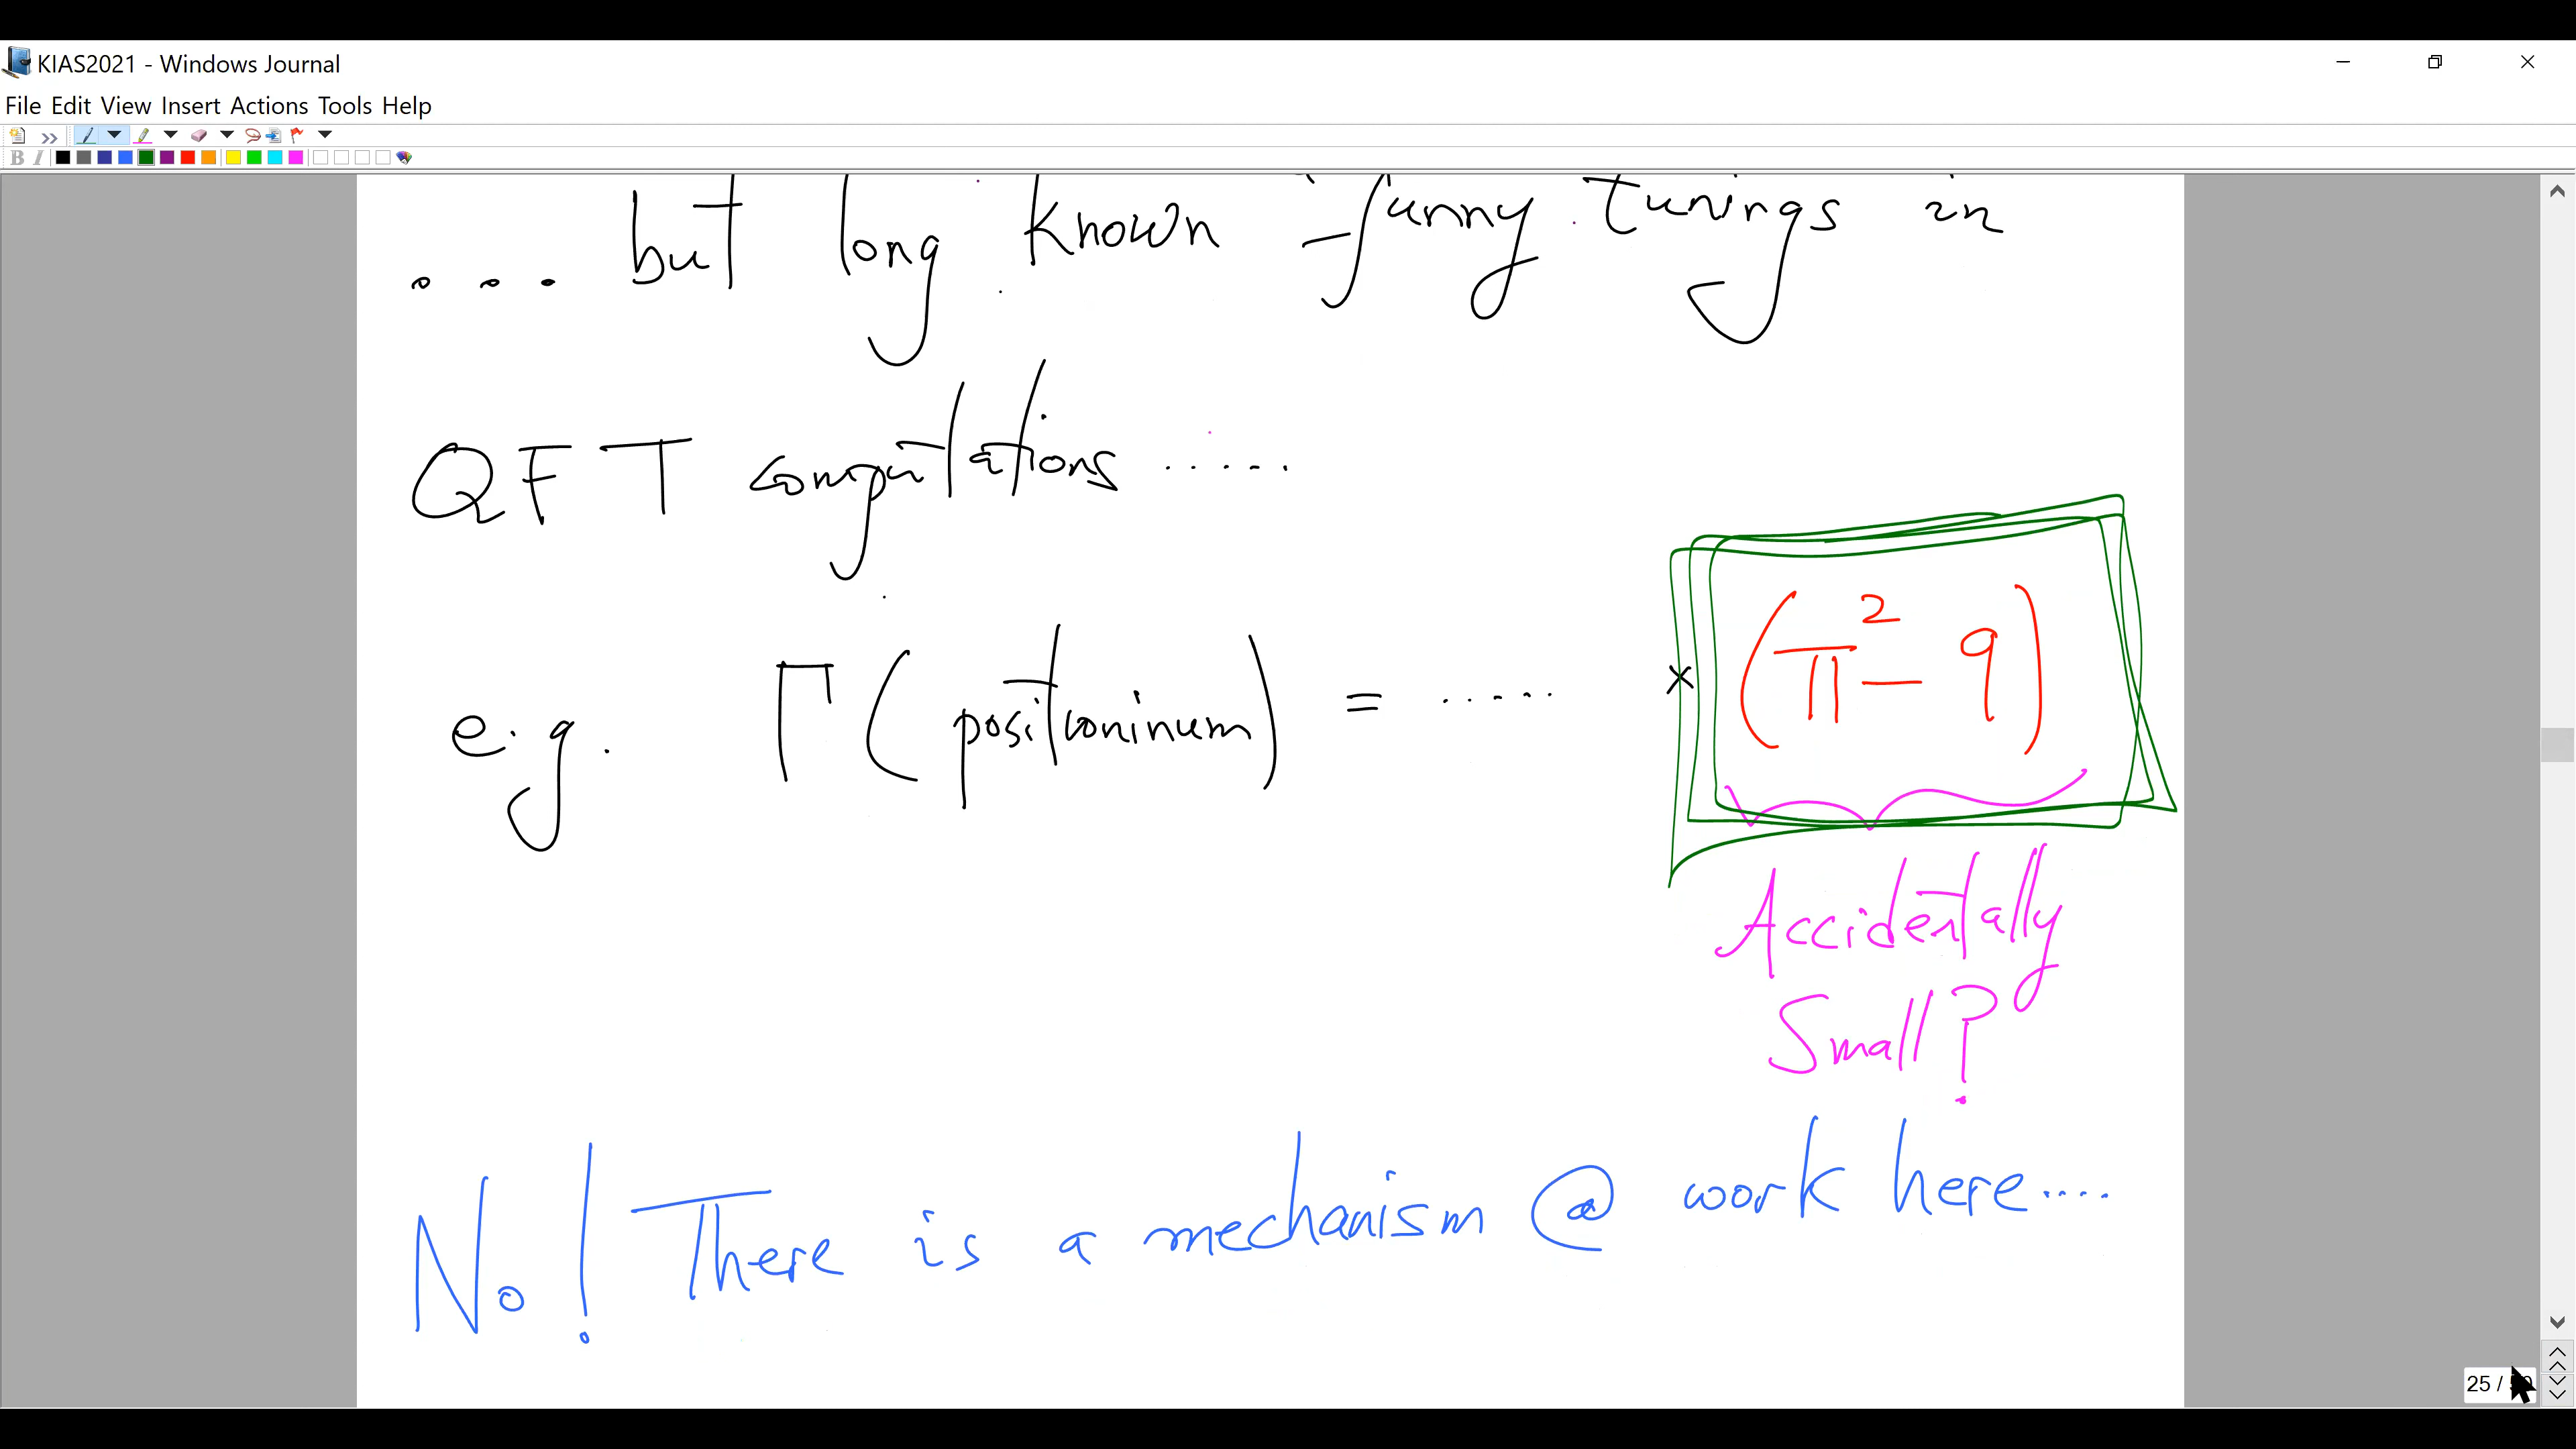 KIAS2021 - Windows Journal
File Edit View Insert Actions Tools Help
B I
. . . but long known funny tunings in
QFT computations .....
e.g. Γ(positroninum) = ..... × (π² - 9)
Accidentally
Small?
No! There is a mechanism @ work here....
25 /